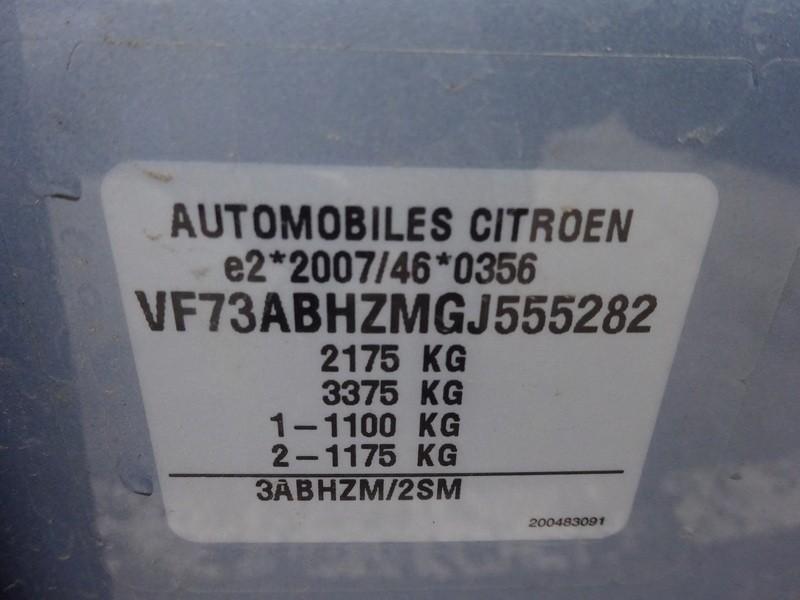 AUTOMOBILES CITROEN
e2*2007/46*0356
VF73ABHZMGJ555282
2175 KG
3375 KG
1-1100 KG
2-1175 KG
3ABHZM/2SM
200483091